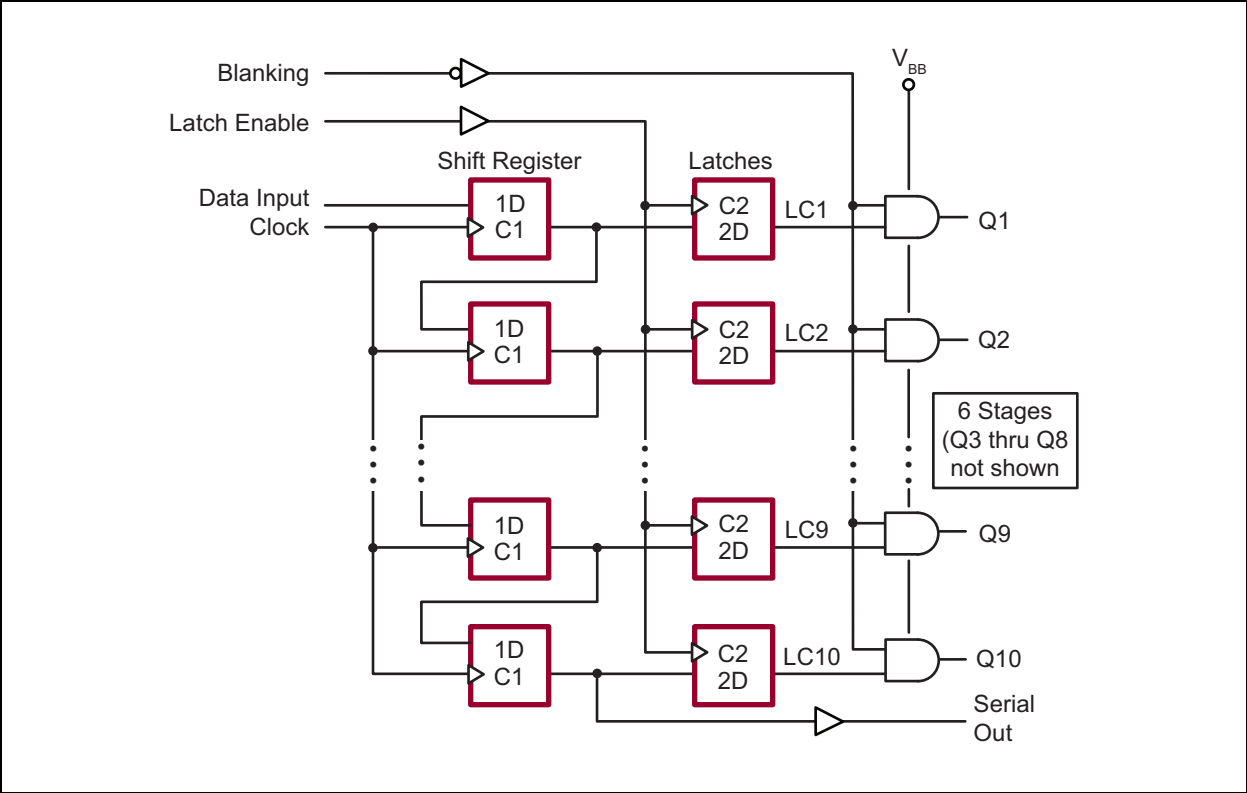 Blanking
V BB
Latch Enable
Shift Register
Latches
Data Input
Clock
1D
C1
C2
2D
LC1
Q1
1D
C1
C2
2D
LC2
Q2
6 Stages
(Q3 thru Q8
not shown
1D
C1
C2
2D
LC9
Q9
1D
C1
C2
2D
LC10
Q10
Serial
Out